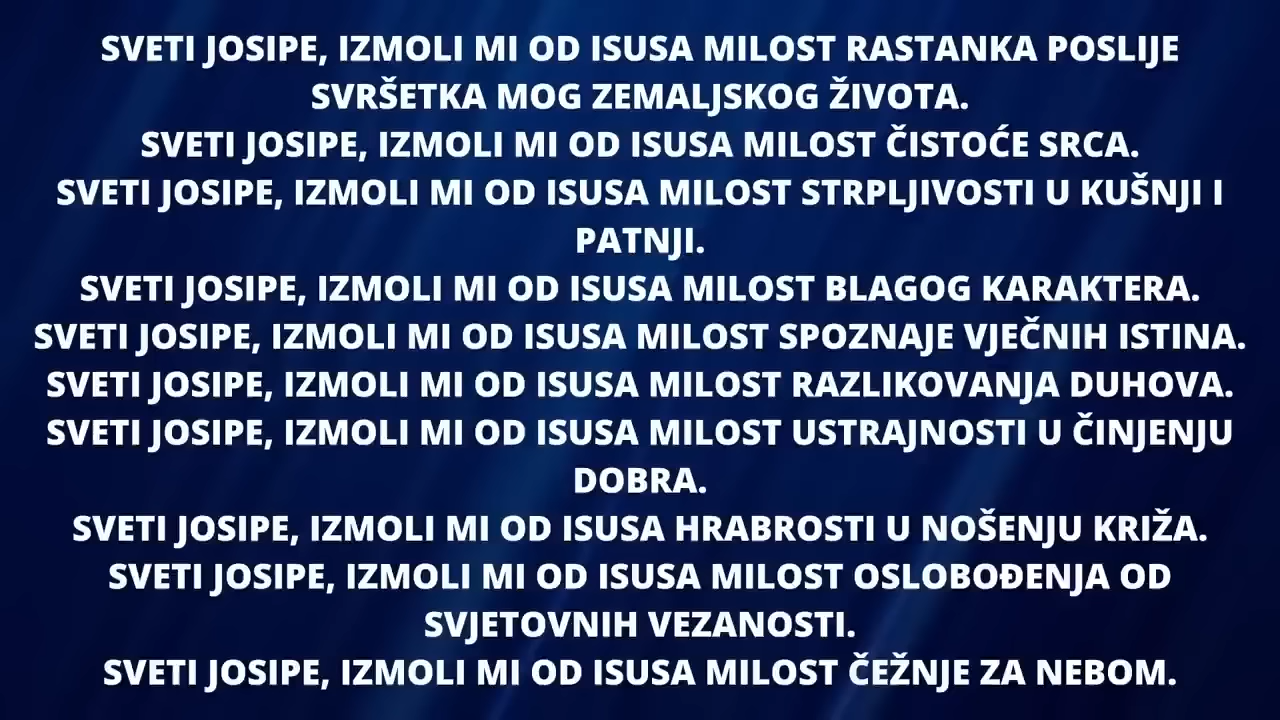 SVETI JOSIPE, IZMOLI MI OD ISUSA MILOST RASTANKA POSLIJE
SVRŠETKA MOG ZEMALJSKOG ŽIVOTA.
SVETI JOSIPE, IZMOLI MI OD ISUSA MILOST ČISTOĆE SRCA.
SVETI JOSIPE, IZMOLI MI OD ISUSA MILOST STRPLJIVOSTI U KUŠNJI I
PATNJI.
SVETI JOSIPE, IZMOLI MI OD ISUSA MILOST BLAGOG KARAKTERA.
SVETI JOSIPE, IZMOLI MI OD ISUSA MILOST SPOZNAJE VJEČNIH ISTINA.
SVETI JOSIPE, IZMOLI MI OD ISUSA MILOST RAZLIKOVANJA DUHOVA.
SVETI JOSIPE, IZMOLI MI OD ISUSA MILOST USTRAJNOSTI U ČINJENJU
DOBRA.
SVETI JOSIPE, IZMOLI MI OD ISUSA HRABROSTI U NOŠENJU KRIŽA.
SVETI JOSIPE, IZMOLI MI OD ISUSA MILOST OSLOBOĐENJA OD
SVJETOVNIH VEZANOSTI.
SVETI JOSIPE, IZMOLI MI OD ISUSA MILOST ČEŽNJE ZA NEBOM.